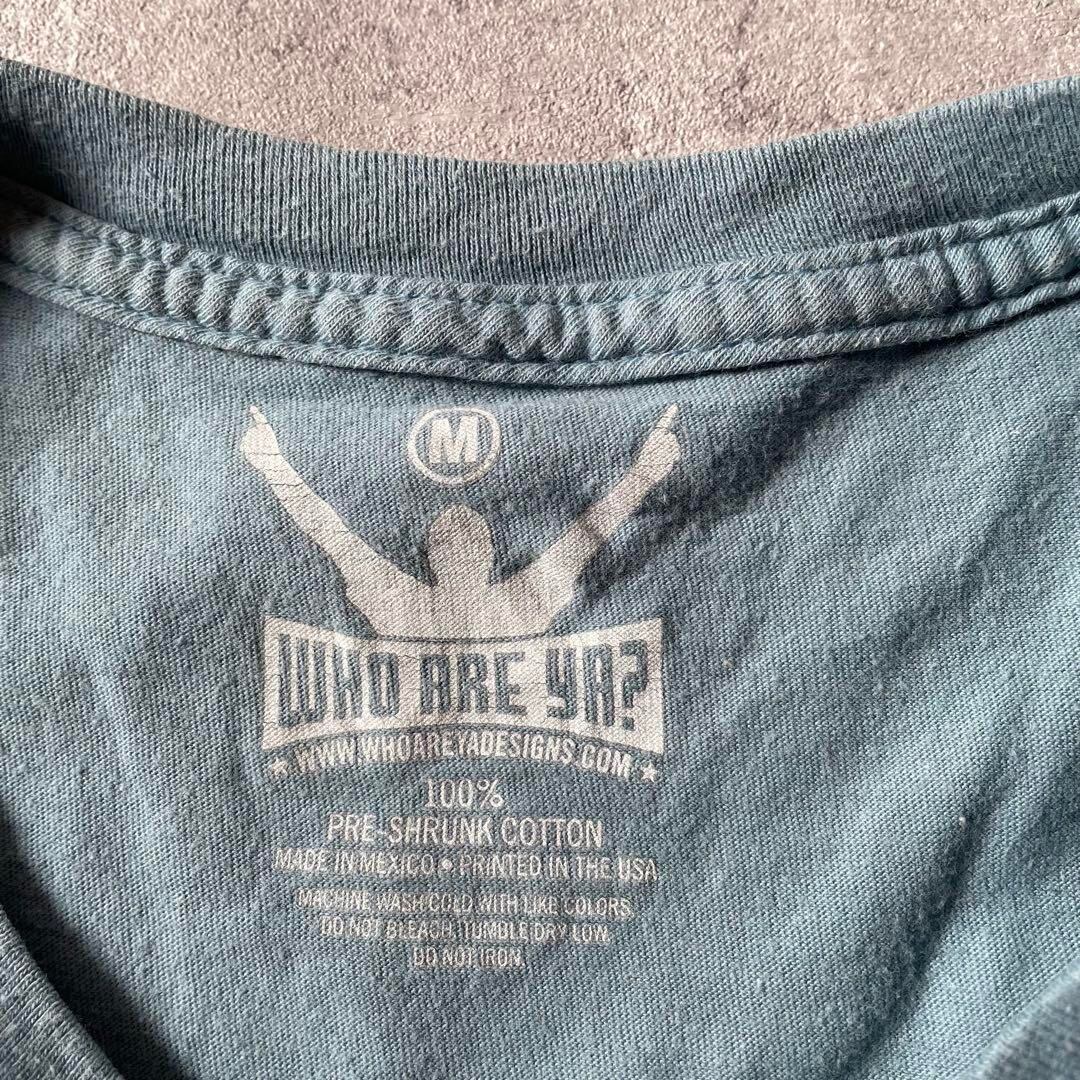 M
WHO ARE YA?
★ WWW.WHOAREYADESIGNS.COM ★
100%
PRE-SHRUNK COTTON
MADE IN MEXICO • PRINTED IN THE USA
MACHINE WASH COLD WITH LIKE COLORS.
DO NOT BLEACH. TUMBLE DRY LOW.
DO NOT IRON.